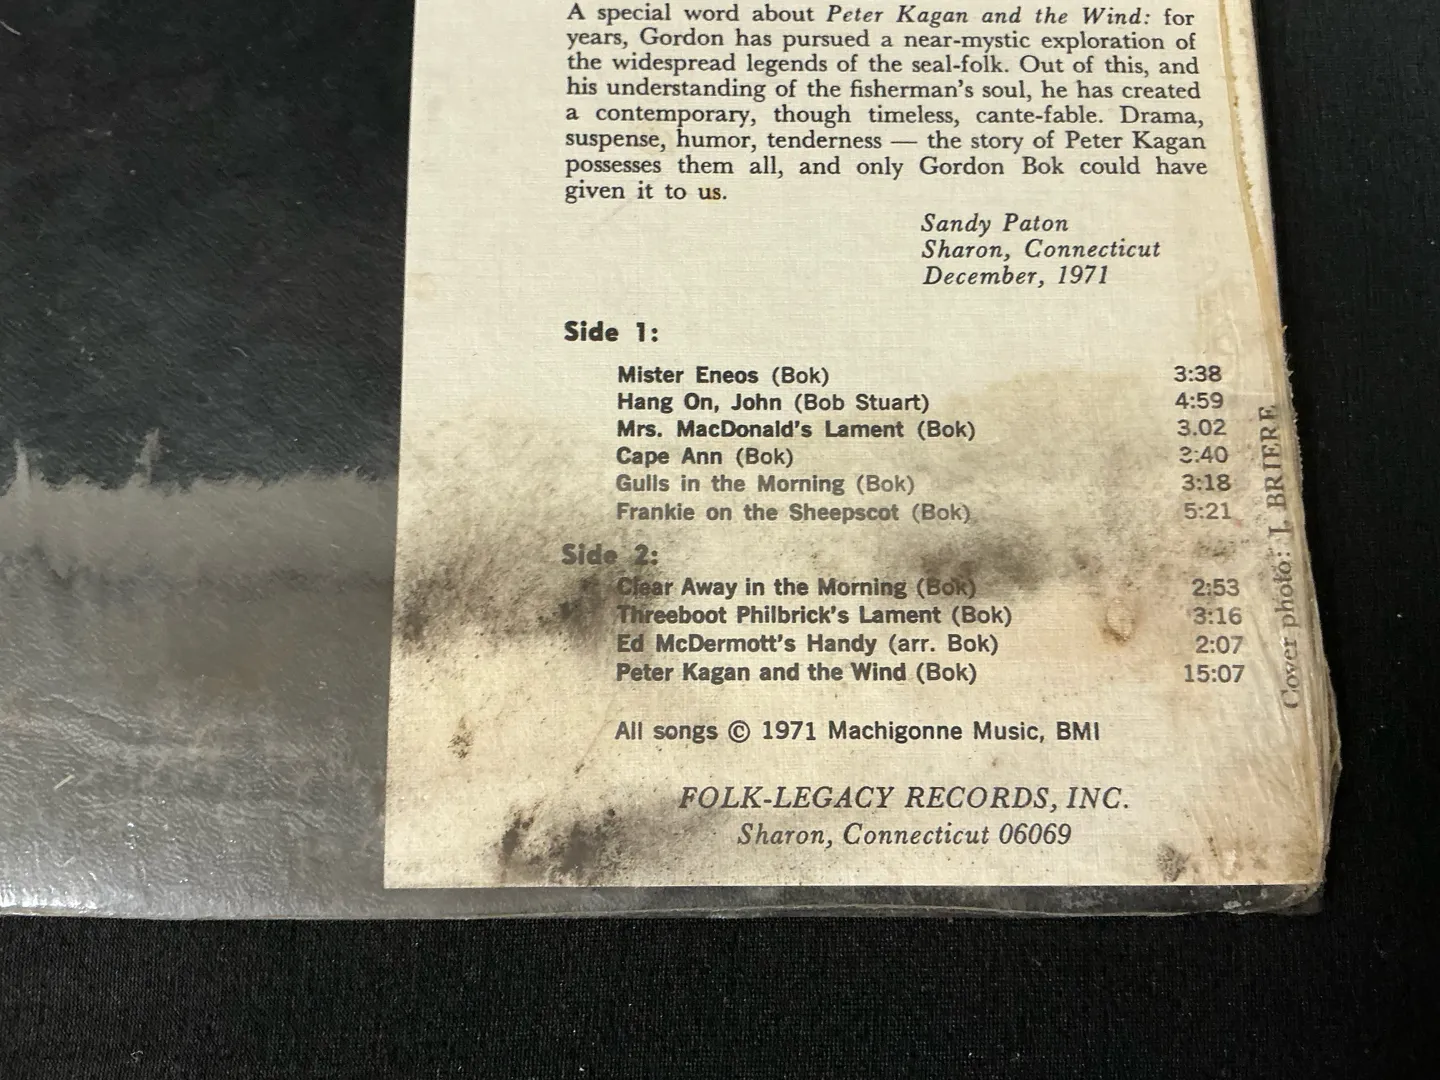 A special word about Peter Kagan and the Wind: for
years, Gordon has pursued a near-mystic exploration of
the widespread legends of the seal-folk. Out of this, and
his understanding of the fisherman's soul, he has created
a contemporary, though timeless, cante-fable. Drama,
suspense, humor, tenderness — the story of Peter Kagan
possesses them all, and only Gordon Bok could have
given it to us.
Sandy Paton
Sharon, Connecticut
December, 1971
Side 1:
Mister Eneos (Bok) 3:38
Hang On, John (Bob Stuart) 4:59
Mrs. MacDonald's Lament (Bok) 3.02
Cape Ann (Bok) :40
Gulls in the Morning (Bok) 3:18
Frankie on the Sheepscot (Bok) 5:21
Side 2:
Clear Away in the Morning (Bok) 2:53
Threeboot Philbrick's Lament (Bok) 3:16
Ed McDermott's Handy (arr. Bok) 2:07
Peter Kagan and the Wind (Bok) 15:07
All songs © 1971 Machigonne Music, BMI
FOLK-LEGACY RECORDS, INC.
Sharon, Connecticut 06069
Cover photo: BRIERE